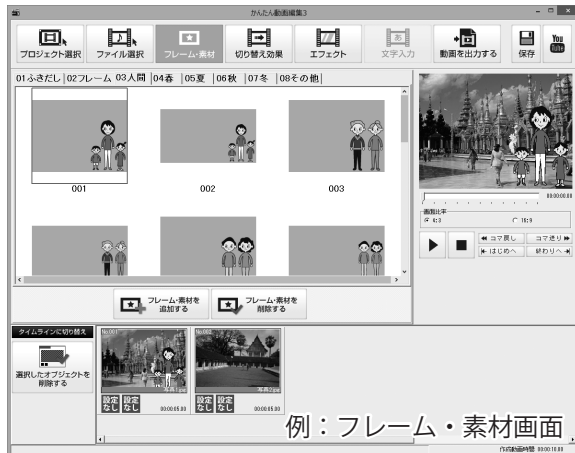 かんたん動画編集3
プロジェクト選択
ファイル選択
フレーム・素材
切り替え効果
エフェクト
あ
文字入力
動画を出力する
保存
You
Tube
01ふきだし|02フレーム 03人間 |04春 |05夏 |06秋 |07冬 |08その他|
001
002
003
フレーム・素材を
追加する
フレーム・素材を
削除する
00:00:00.00
画面比率
4:3
16:9
コマ戻し
コマ送り
はじめへ
終わりへ
タイムラインに切り替え
選択したオブジェクトを
削除する
No.001
写真1.jpg
設定
なし
設定
なし
00:00:05.00
設定
なし
設定
なし
00:00:05.00
例：フレーム・素材画面
作成動画時間 00:00:10.00